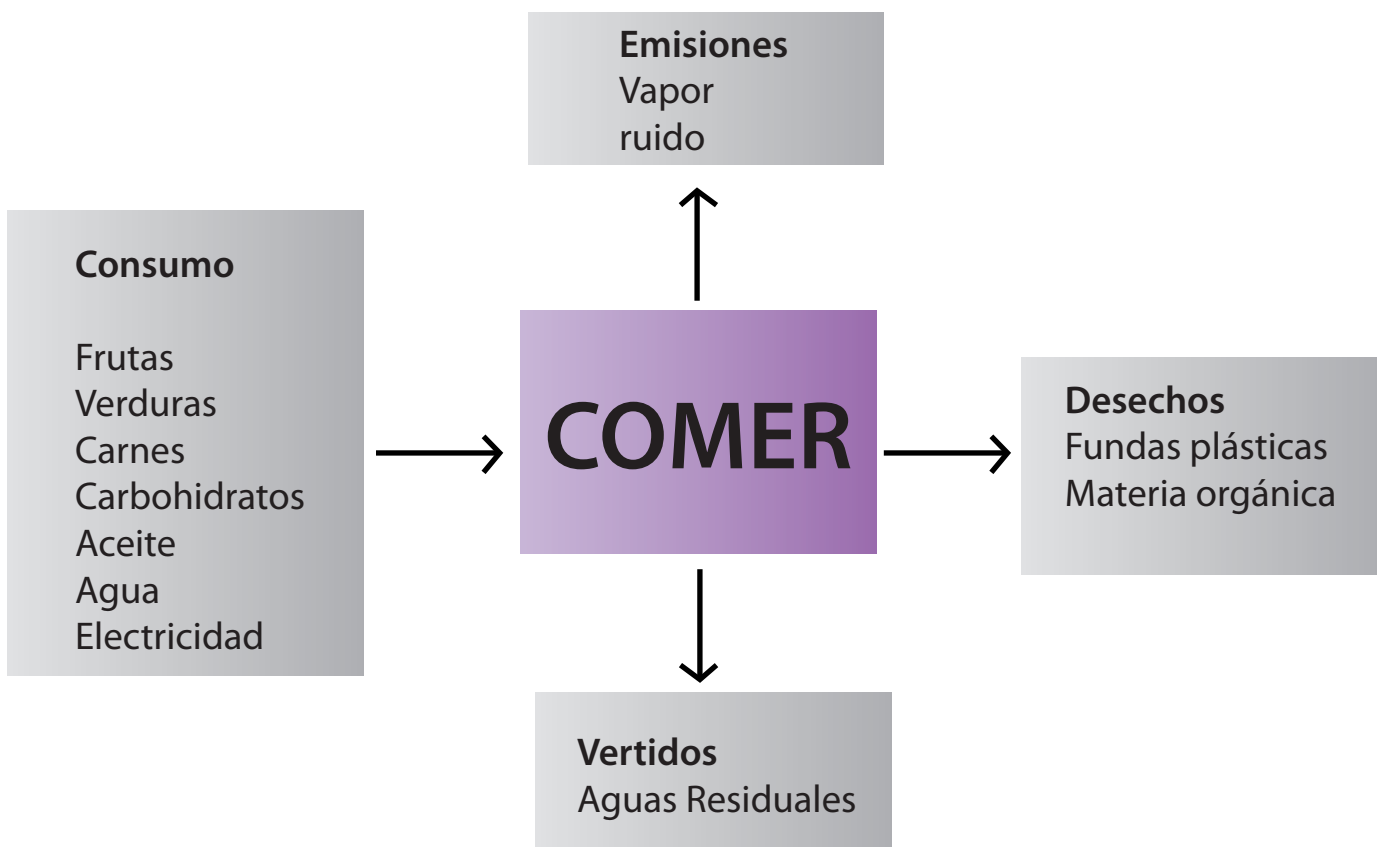 Emisiones
Vapor
ruido
Consumo
Frutas
Verduras
Carnes
Carbohidratos
Aceite
Agua
Electricidad
COMER
Desechos
Fundas plásticas
Materia orgánica
Vertidos
Aguas Residuales